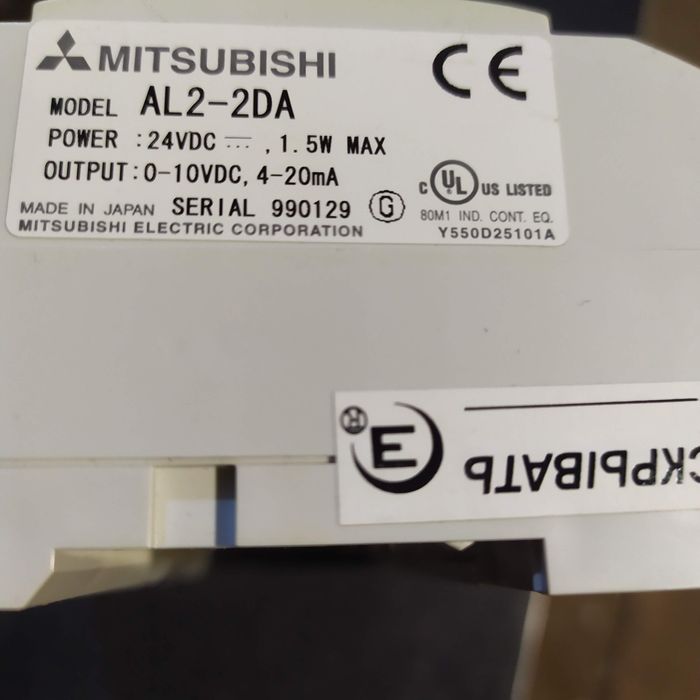 MITSUBISHI
CE
MODEL AL2-2DA
POWER :24VDC ⎓ , 1.5W MAX
OUTPUT:0-10VDC, 4-20mA
C UL US LISTED
MADE IN JAPAN SERIAL 990129 G
80M1 IND. CONT. EQ.
MITSUBISHI ELECTRIC CORPORATION
Y550D25101A
СКРЫВАТЬ